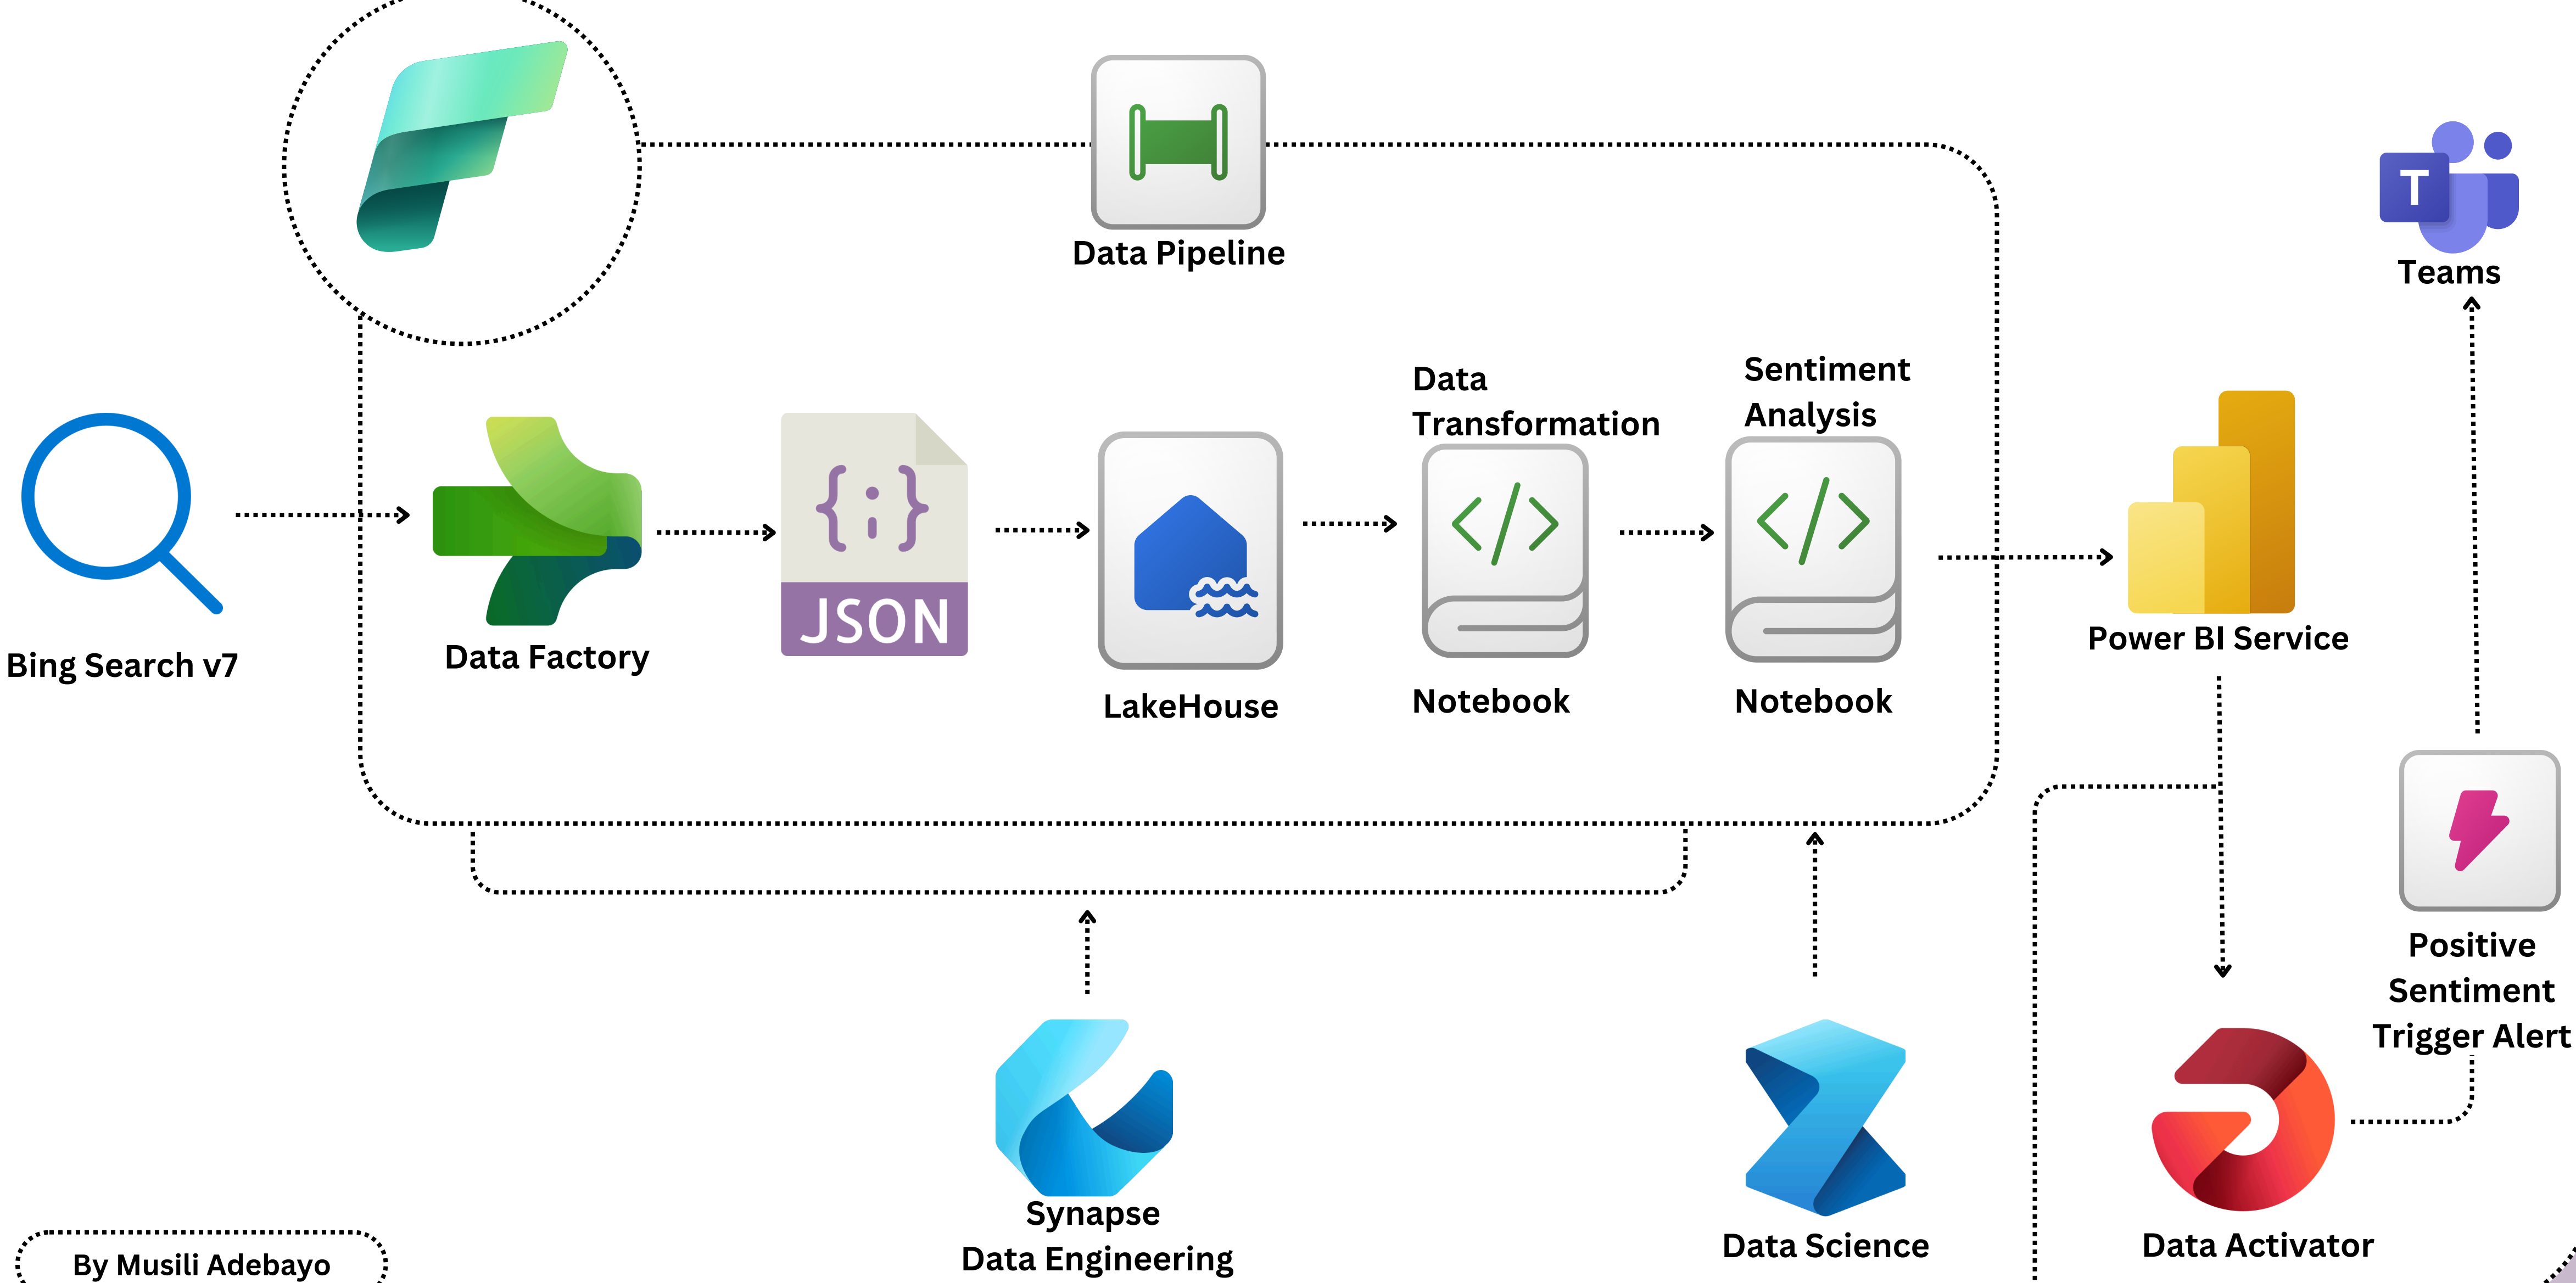 Data Pipeline
T
Teams
Data
Transformation
Sentiment
Analysis
{;}
JSON
</>
</>
Bing Search v7
Data Factory
LakeHouse
Notebook
Notebook
Power BI Service
Positive
Sentiment
Trigger Alert
Synapse
Data Engineering
Data Science
Data Activator
By Musili Adebayo